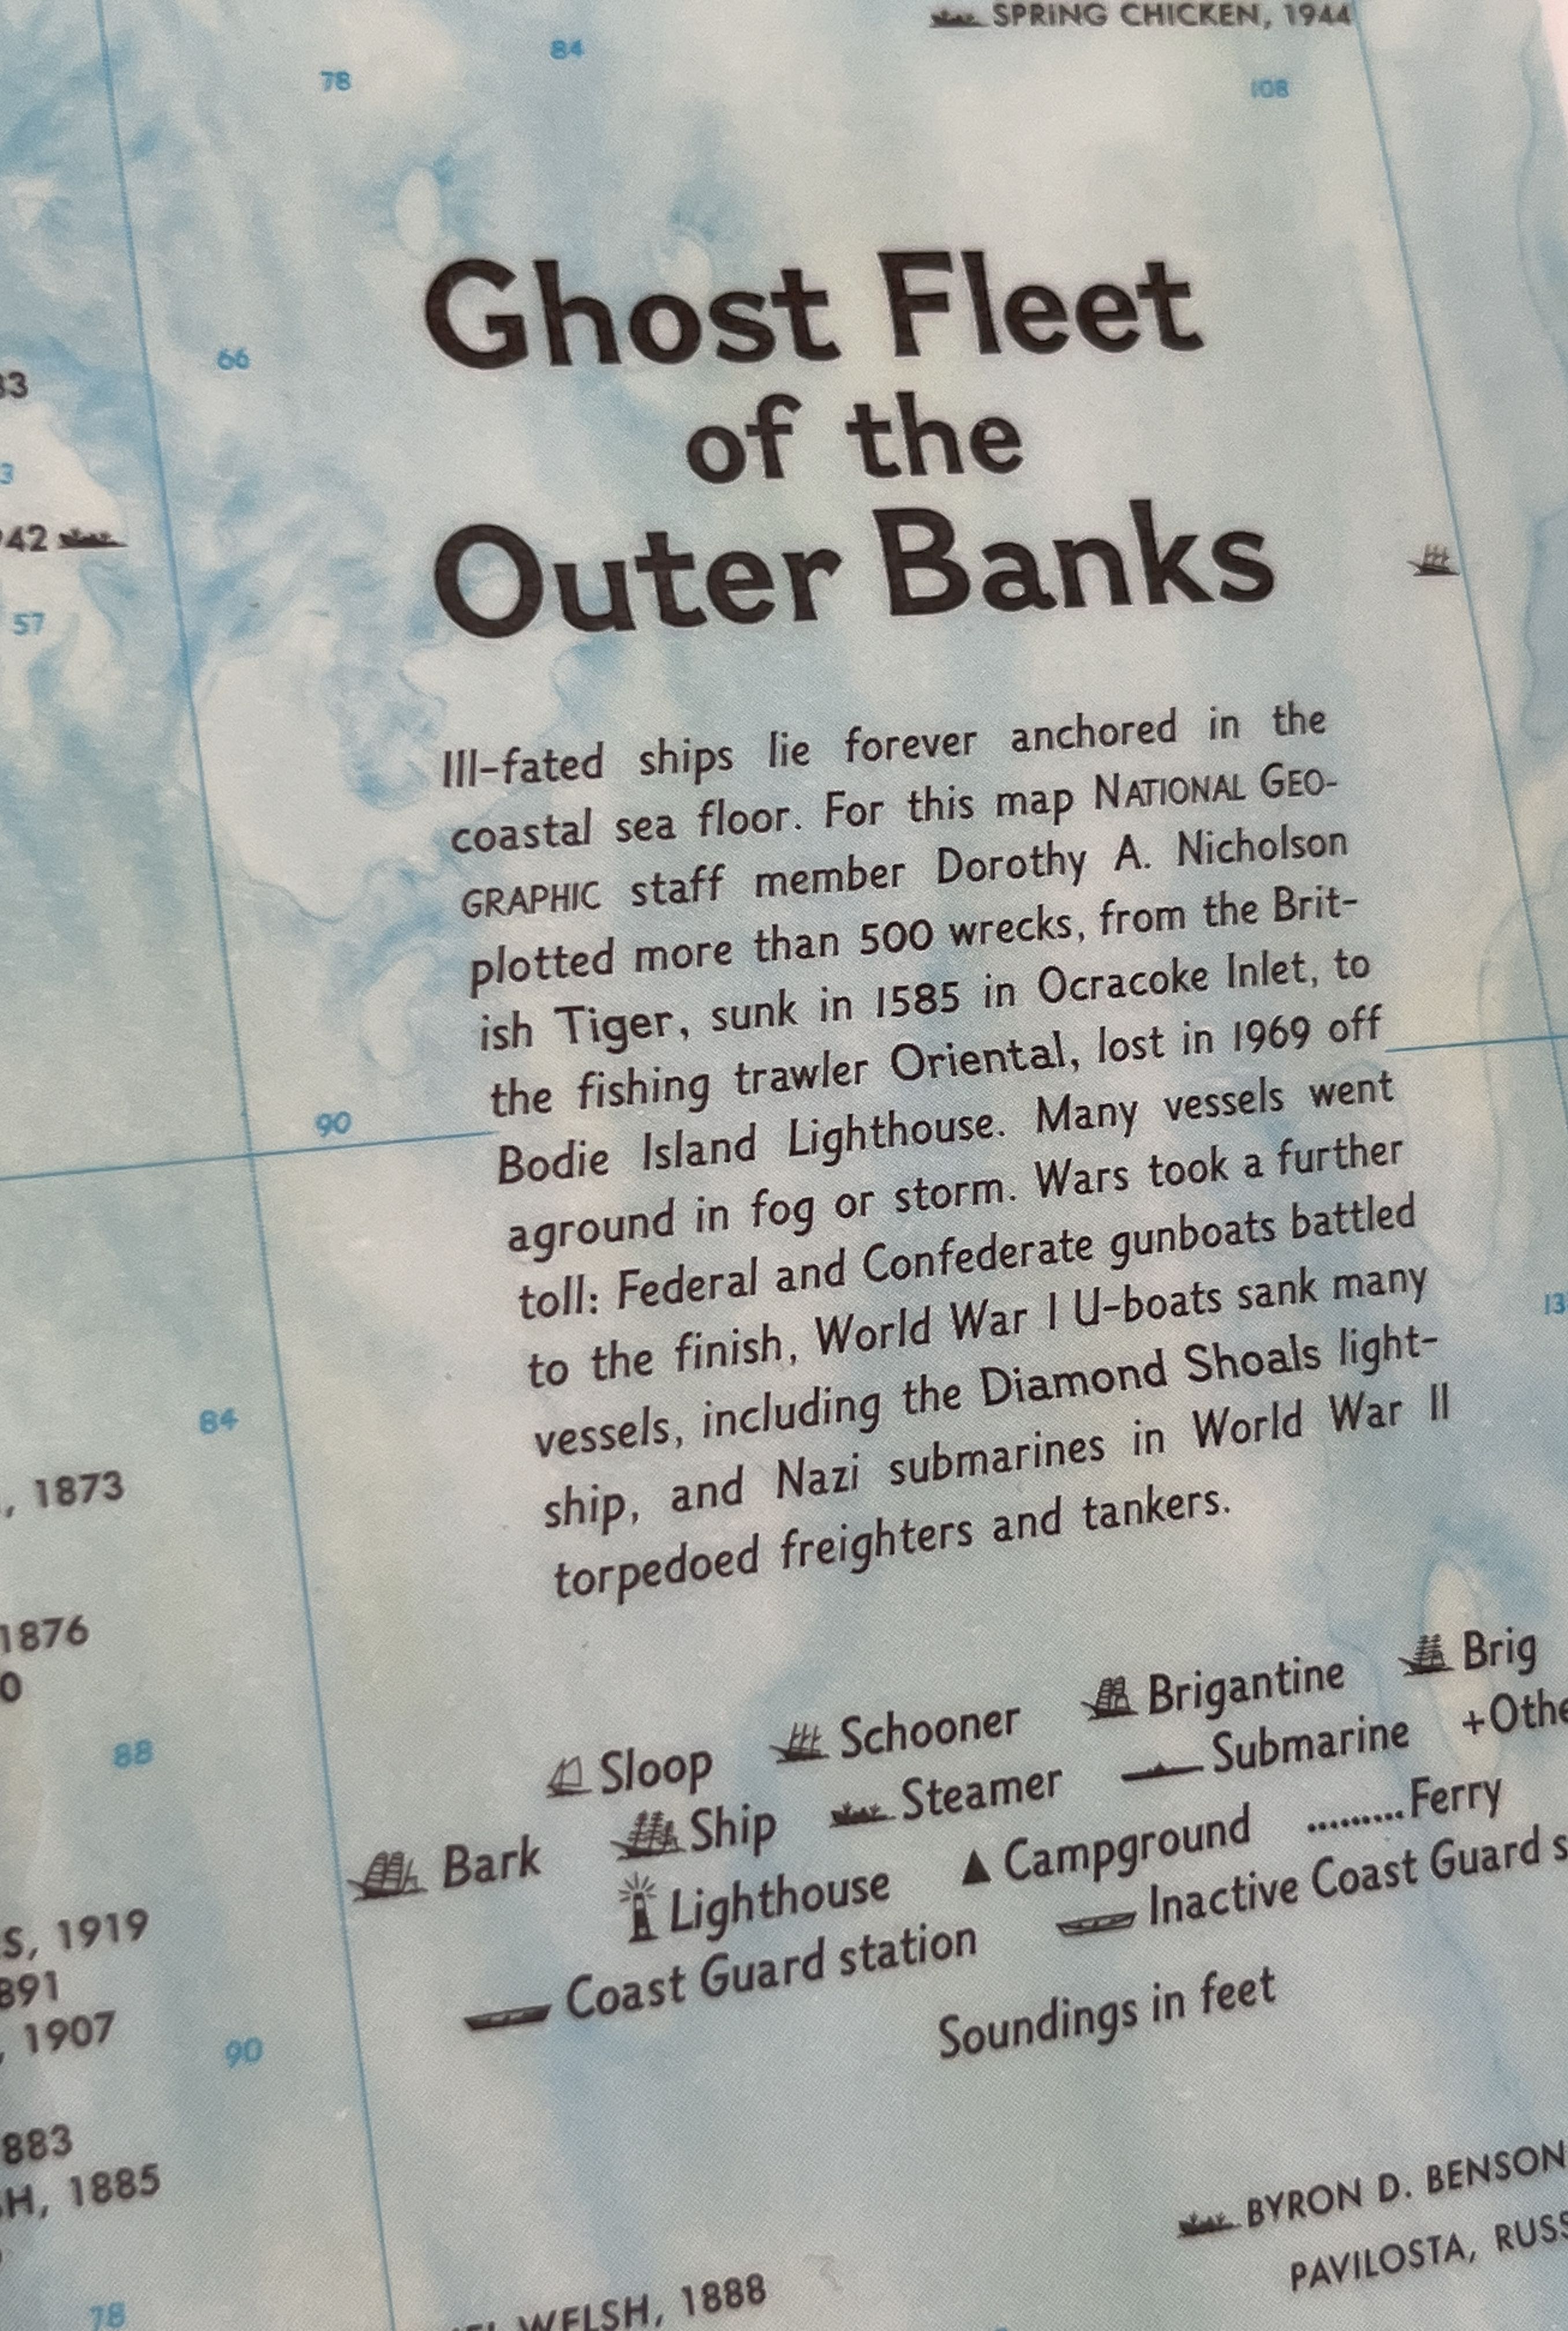 SPRING CHICKEN, 1944
84
78
108
Ghost Fleet
66
of the
42
Outer Banks
57
Ill-fated ships lie forever anchored in the
coastal sea floor. For this map NATIONAL GEO-
GRAPHIC staff member Dorothy A. Nicholson
plotted more than 500 wrecks, from the Brit-
ish Tiger, sunk in 1585 in Ocracoke Inlet, to
the fishing trawler Oriental, lost in 1969 off
90
Bodie Island Lighthouse. Many vessels went
aground in fog or storm. Wars took a further
toll: Federal and Confederate gunboats battled
to the finish, World War I U-boats sank many
vessels, including the Diamond Shoals light-
ship, and Nazi submarines in World War II
torpedoed freighters and tankers.
84
, 1873
1876
88
Sloop Schooner Brigantine Brig
Bark Ship Steamer Submarine +Othe
Lighthouse Campground ..........Ferry
Coast Guard station Inactive Coast Guard s
Soundings in feet
S, 1919
891
, 1907
90
883
H, 1885
78
BYRON D. BENSON
PAVILOSTA, RUSS
WELSH, 1888